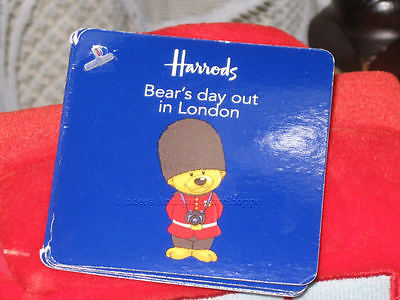 Harrods
Bear's day out
in London